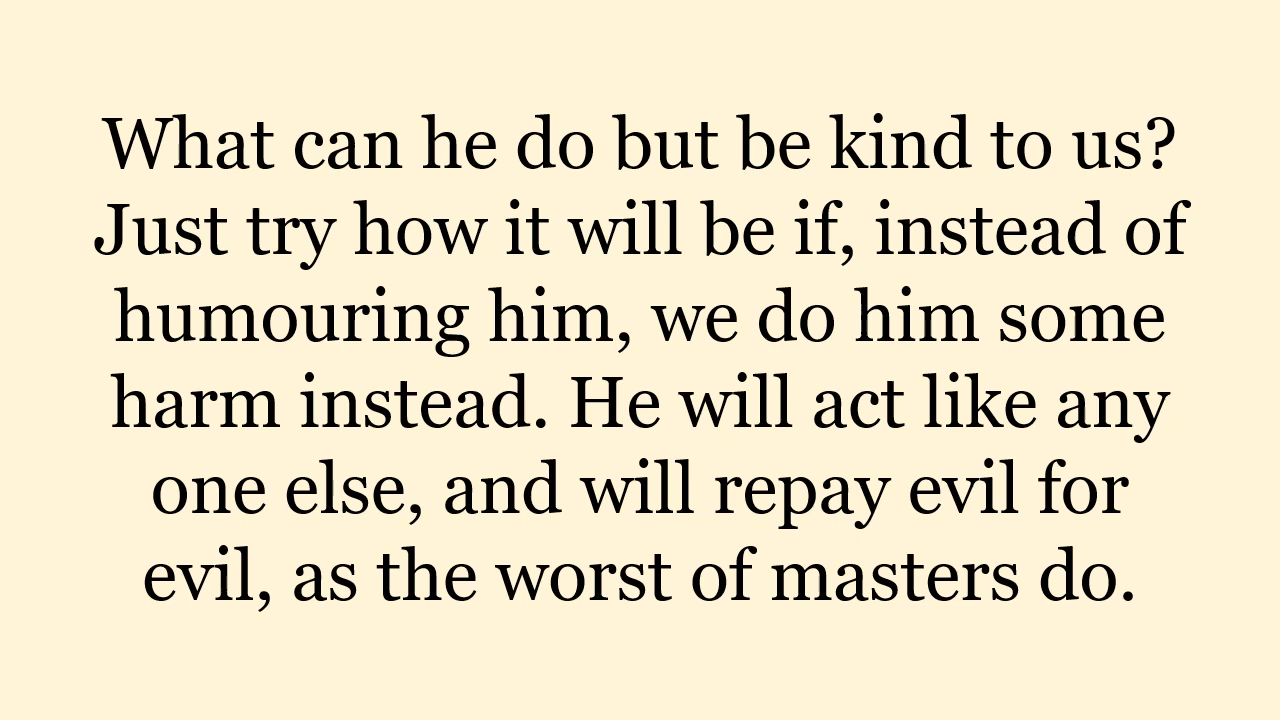 What can he do but be kind to us?
Just try how it will be if, instead of
humouring him, we do him some
harm instead. He will act like any
one else, and will repay evil for
evil, as the worst of masters do.